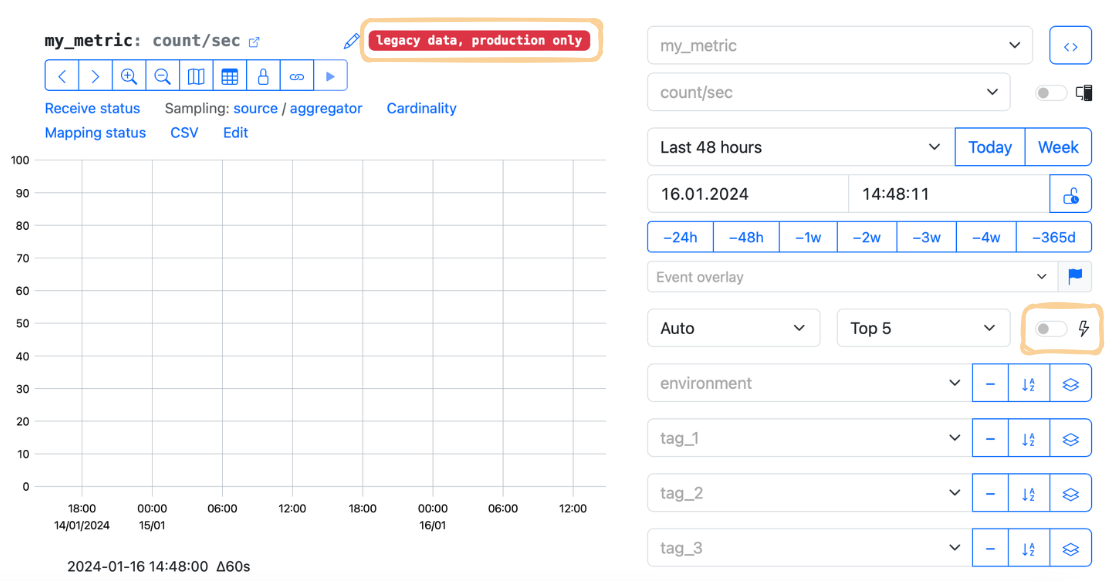 my_metric: count/sec
legacy data, production only
Receive status Sampling: source / aggregator Cardinality
Mapping status CSV Edit
100
90
80
70
60
50
40
30
20
10
0
18:00 00:00 06:00 12:00 18:00 00:00 06:00 12:00
14/01/2024 15/01 16/01
2024-01-16 14:48:00 Δ60s
my_metric
count/sec
Last 48 hours Today Week
16.01.2024 14:48:11
−24h −48h −1w −2w −3w −4w −365d
Event overlay
Auto Top 5
environment
tag_1
tag_2
tag_3